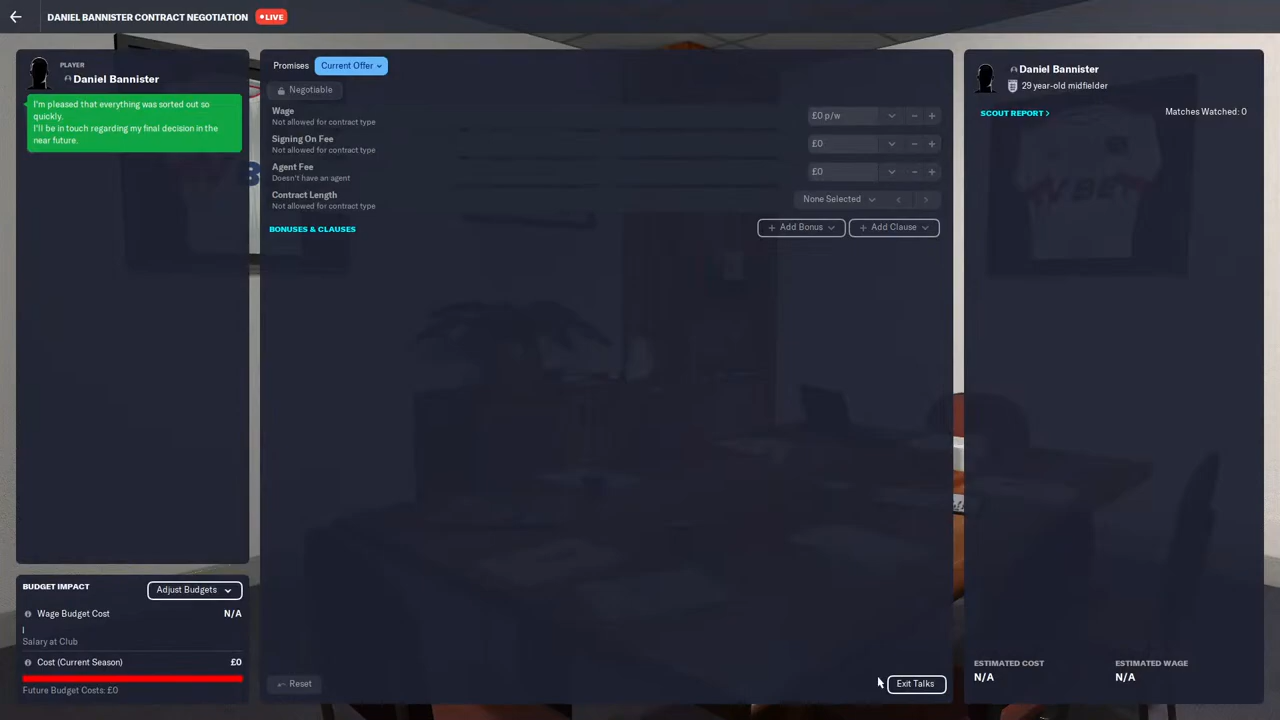 DANIEL BANNISTER CONTRACT NEGOTIATION
LIVE
PLAYER
Daniel Bannister
I'm pleased that everything was sorted out so
quickly.
I'll be in touch regarding my final decision in the
near future.
Promises
Current Offer
Negotiable
Wage
Not allowed for contract type
£0 p/w
Signing On Fee
Not allowed for contract type
£0
Agent Fee
Doesn't have an agent
£0
Contract Length
Not allowed for contract type
None Selected
BONUSES & CLAUSES
+ Add Bonus
+ Add Clause
Daniel Bannister
29 year-old midfielder
SCOUT REPORT >
Matches Watched: 0
BUDGET IMPACT
Adjust Budgets
Wage Budget Cost
N/A
Salary at Club
Cost (Current Season)
£0
Future Budget Costs: £0
Reset
Exit Talks
ESTIMATED COST
N/A
ESTIMATED WAGE
N/A